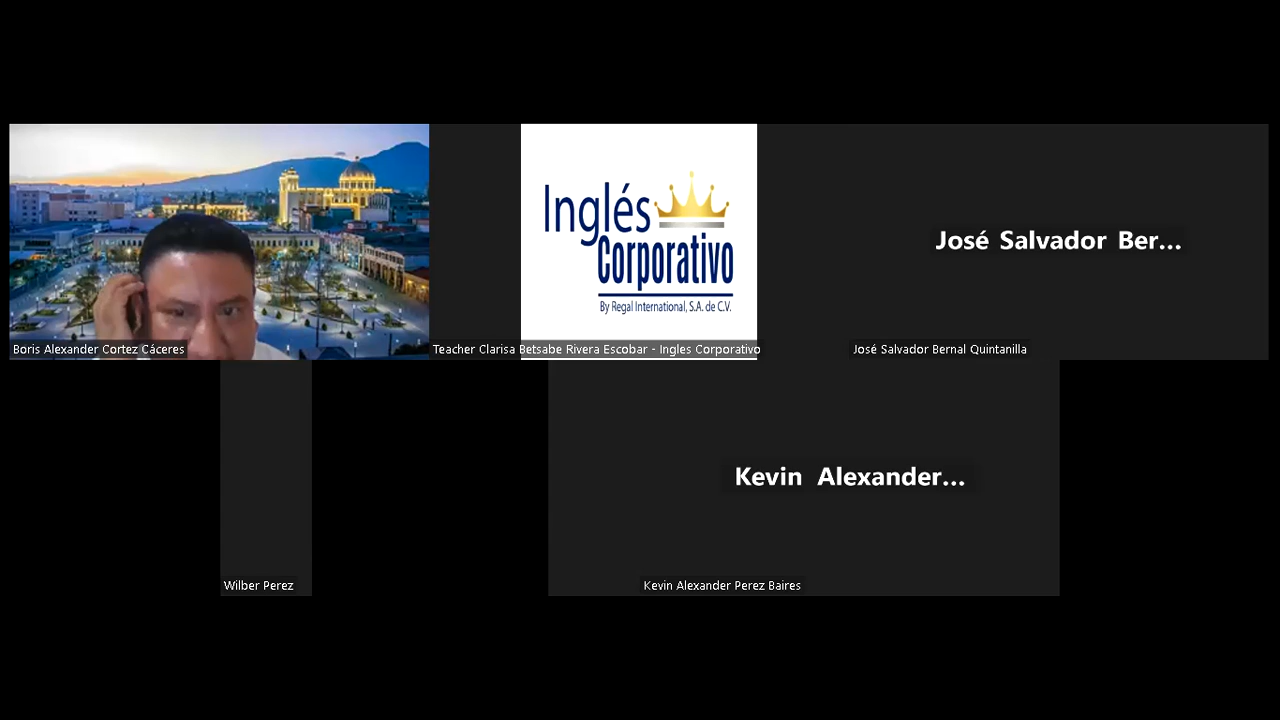 Inglés
Corporativo
By Regal International, S.A. de C.V.
José Salvador Ber...
Boris Alexander Cortez Cáceres
Teacher Clarisa Betsabe Rivera Escobar - Ingles Corporativo
José Salvador Bernal Quintanilla
Kevin Alexander...
Wilber Perez
Kevin Alexander Perez Baires